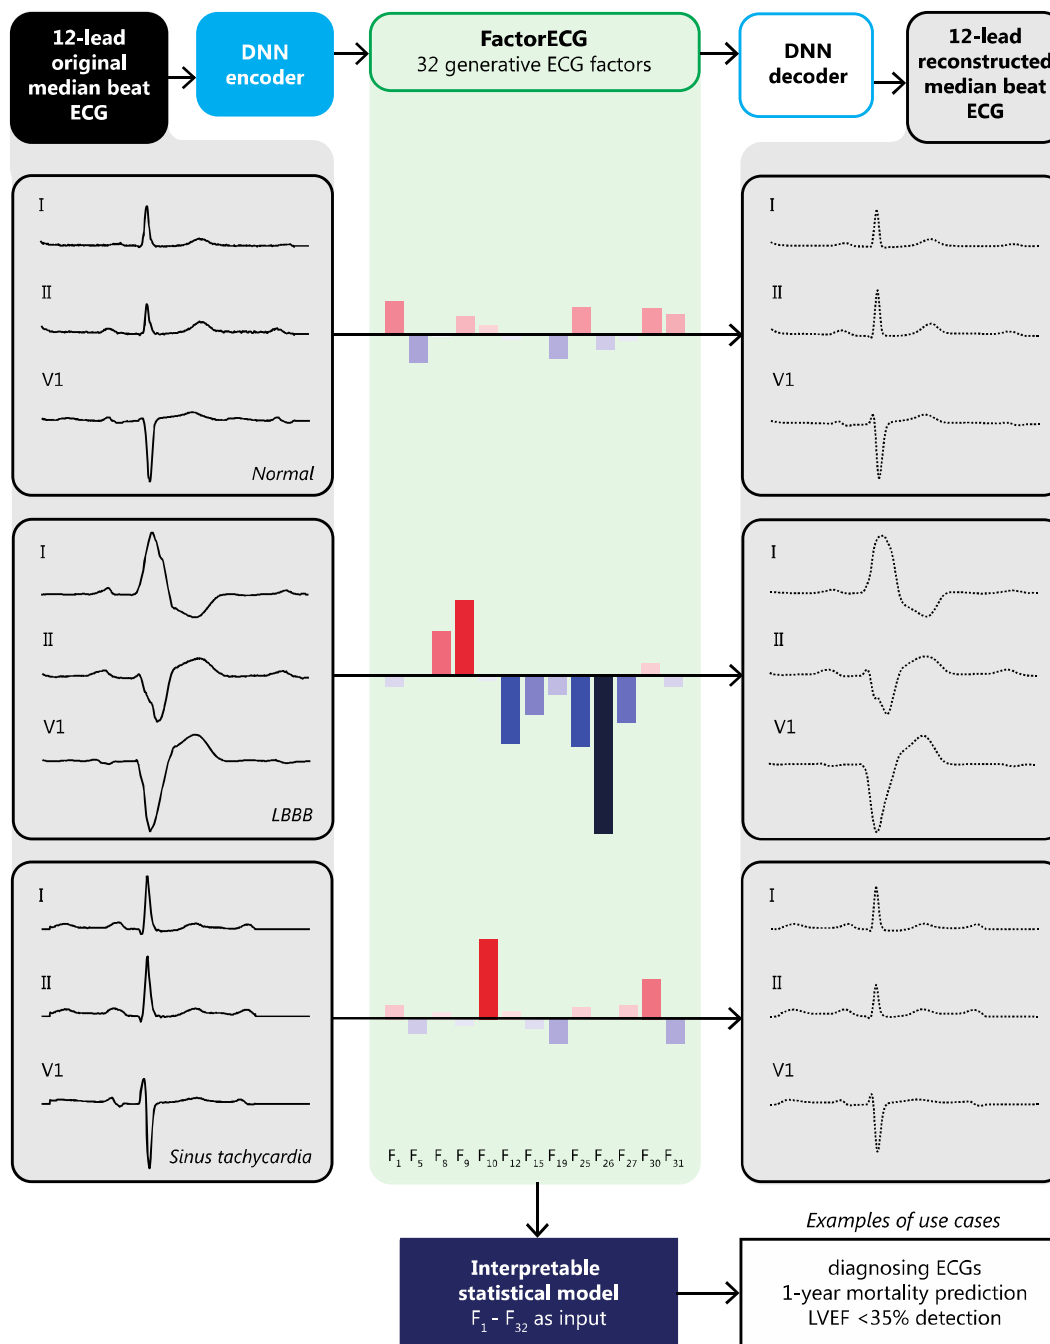 12-lead
original
median beat
ECG
DNN
encoder
FactorECG
32 generative ECG factors
DNN
decoder
12-lead
reconstructed
median beat
ECG
I
II
V1
Normal
I
II
V1
I
II
V1
LBBB
I
II
V1
I
II
V1
Sinus tachycardia
I
II
V1
F1 F5 F8 F9 F10 F12 F15 F19 F25 F26 F27 F30 F31
Interpretable
statistical model
F1 - F32 as input
Examples of use cases
diagnosing ECGs
1-year mortality prediction
LVEF <35% detection